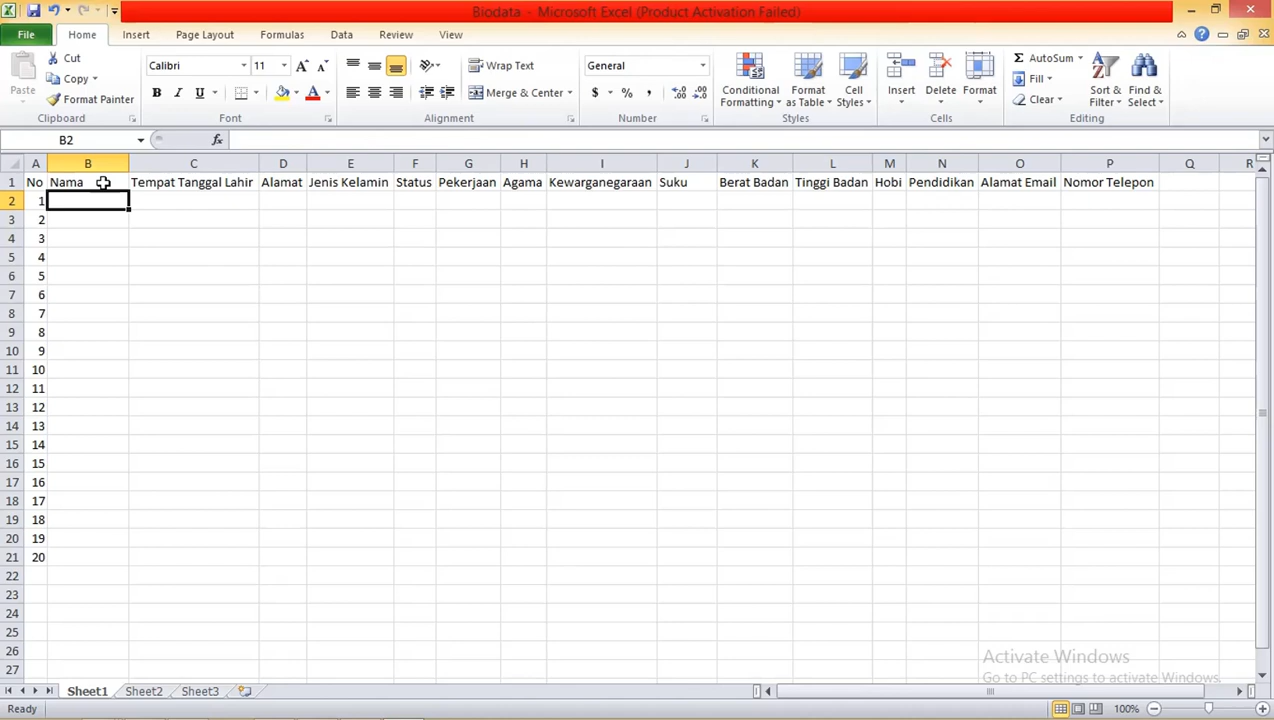 Biodata - Microsoft Excel (Product Activation Failed)
File Home Insert Page Layout Formulas Data Review View
Paste
Cut
Copy
Format Painter
Clipboard
Calibri 11
B I U
Font
Wrap Text
Merge & Center
Alignment
General
$ % ,
Number
Conditional Formatting
Format as Table
Cell Styles
Styles
Insert Delete Format
Cells
AutoSum
Fill
Clear
Sort & Filter
Find & Select
Editing
B2 fx
A B C D E F G H I J K L M N O P Q R
1 No Nama Tempat Tanggal Lahir Alamat Jenis Kelamin Status Pekerjaan Agama Kewarganegaraan Suku Berat Badan Tinggi Badan Hobi Pendidikan Alamat Email Nomor Telepon
2 1
3 2
4 3
5 4
6 5
7 6
8 7
9 8
10 9
11 10
12 11
13 12
14 13
15 14
16 15
17 16
18 17
19 18
20 19
21 20
22
23
24
25
26
27
Activate Windows
Go to PC settings to activate Windows.
Sheet1 Sheet2 Sheet3
Ready 100%